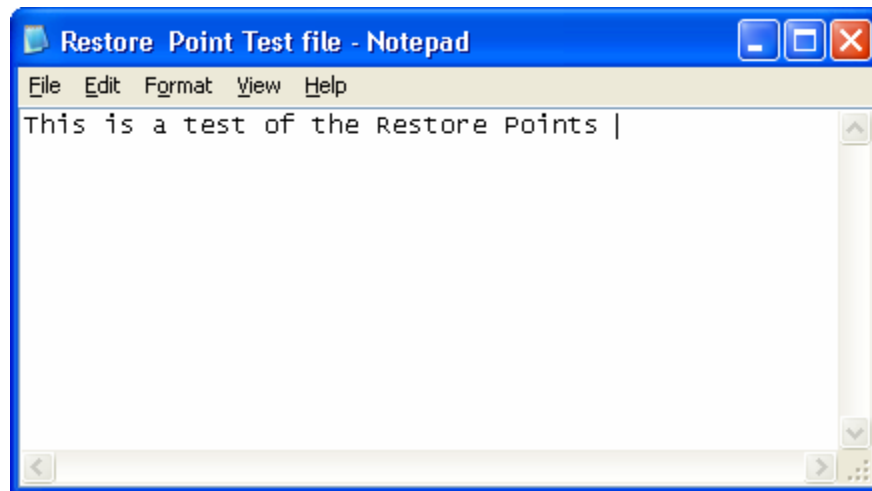 Restore Point Test file - Notepad
File Edit Format View Help
This is a test of the Restore Points